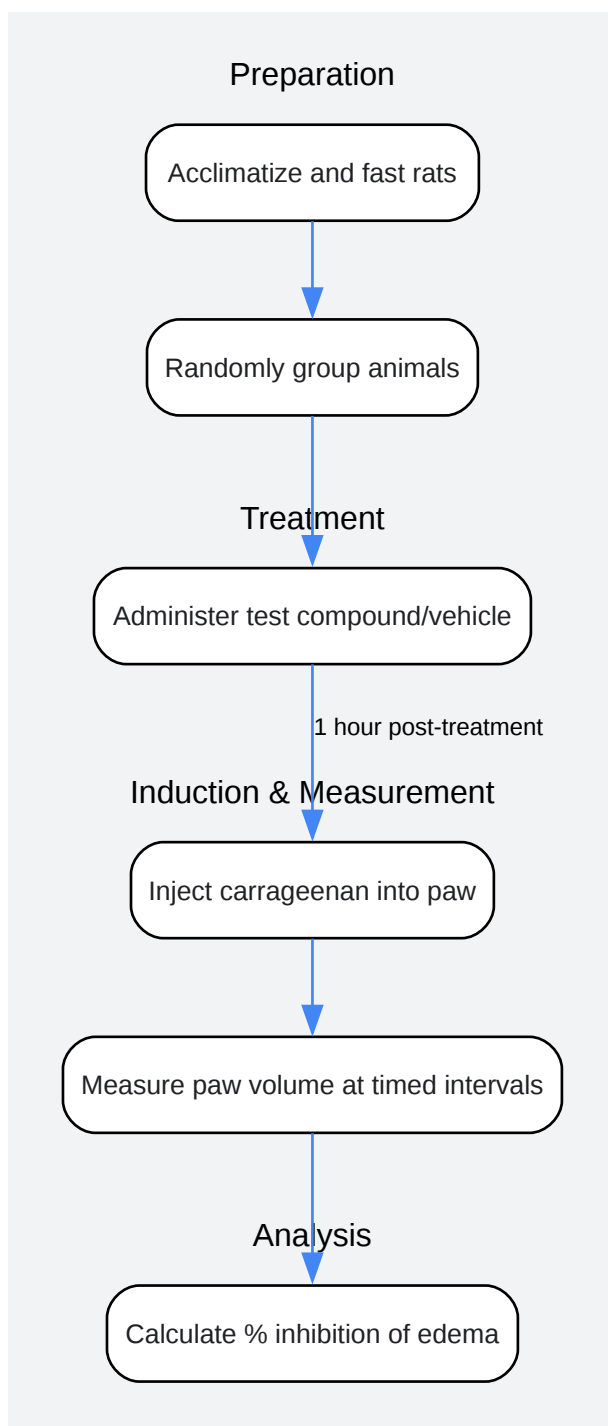 Preparation
Acclimatize and fast rats
Randomly group animals
Treatment
Administer test compound/vehicle
1 hour post-treatment
Induction & Measurement
Inject carrageenan into paw
Measure paw volume at timed intervals
Analysis
Calculate % inhibition of edema